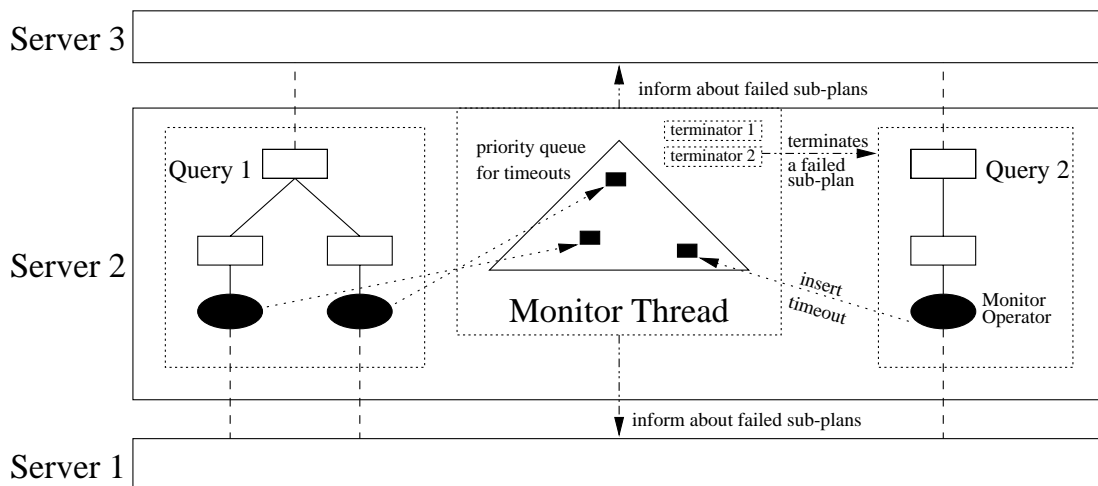 Server 3
inform about failed sub-plans
terminator 1
terminator 2
terminates
a failed
sub-plan
priority queue
for timeouts
Query 1
Query 2
Server 2
insert
timeout
Monitor Thread
Monitor
Operator
inform about failed sub-plans
Server 1